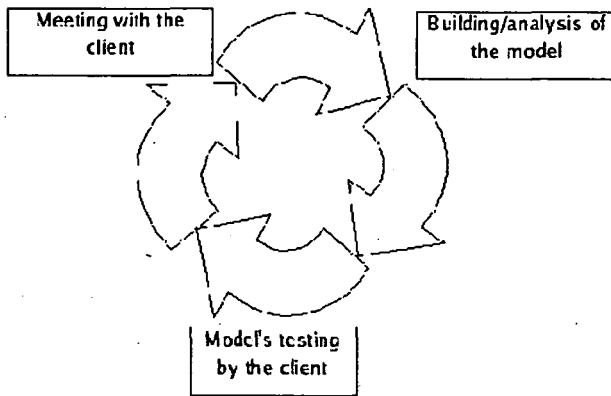 Meeting with the
client
Building/analysis of
the model
Model's testing
by the client